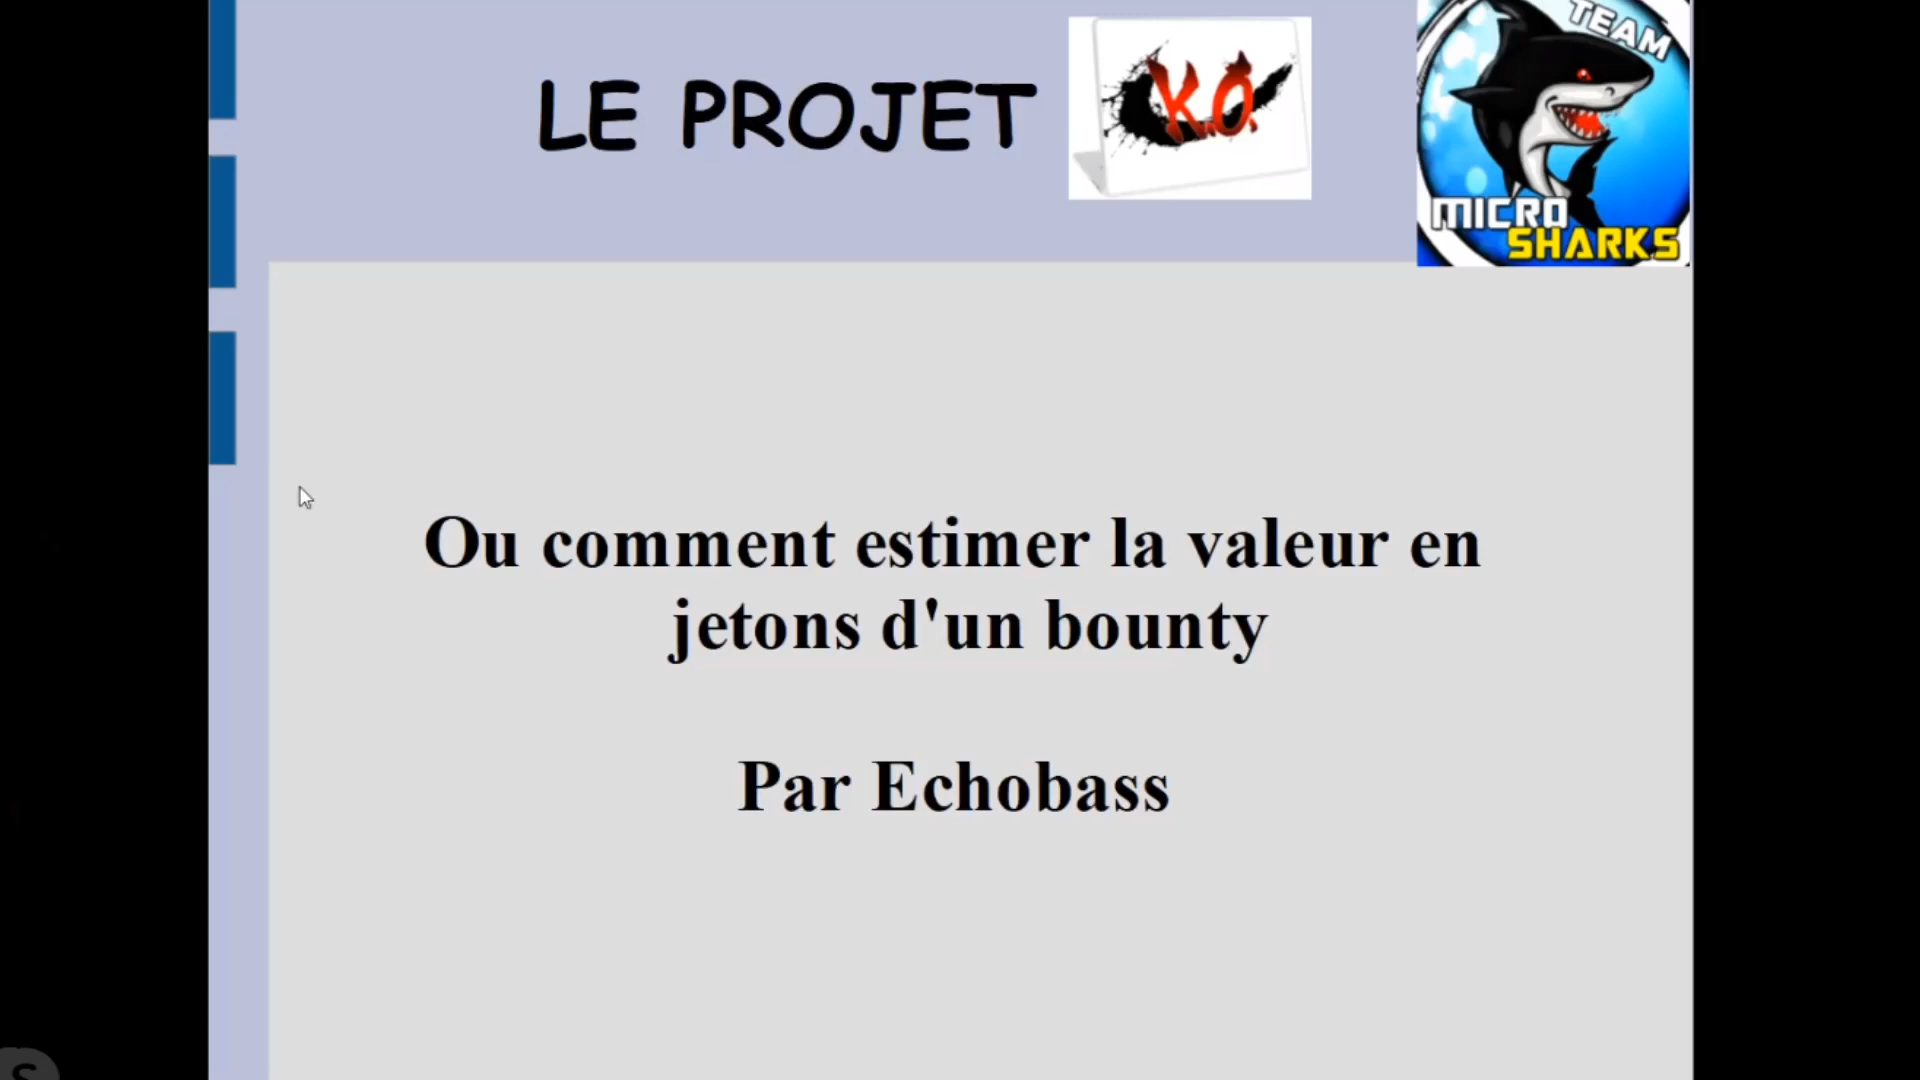 LE PROJET
K.O.
TEAM
MICRO
SHARKS
Ou comment estimer la valeur en
jetons d'un bounty
Par Echobass
S